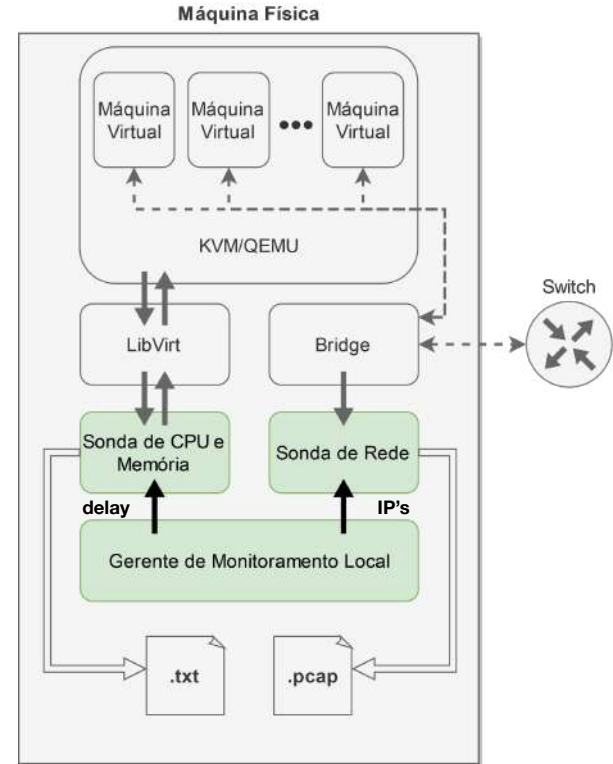 Máquina Física
Máquina
Virtual
Máquina
Virtual
Máquina
Virtual
KVM/QEMU
Switch
LibVirt
Bridge
Sonda de CPU e
Memória
Sonda de Rede
delay
IP's
Gerente de Monitoramento Local
.txt
.pcap